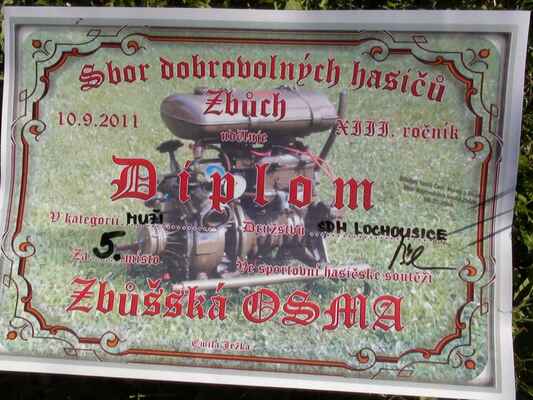 Sbor dobrovolných hasičů
Zbůch
10.9.2011 uděluje XIII. ročník
Diplom
V kategorii MUŽI Družstvu SDH LOCHOUSICE
Za 5. místo Ve sportovní hasičské soutěži
Zbůšská OSMA